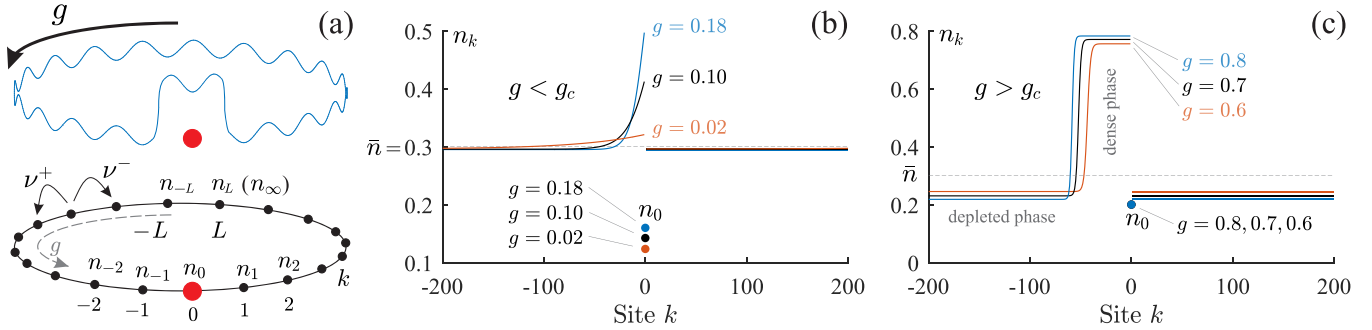 (a)
g
ν⁺ ν⁻ n₋L nL (n∞)
−L L
g
n₋₂ n₋₁ n₀ n₁ n₂ k
-2 -1 0 1 2
(b)
nₖ
0.5
g = 0.18
0.4
g < g_c
g = 0.10
g = 0.02
n̄ = 0.3
g = 0.18
g = 0.10
g = 0.02
n₀
0.2
0.1
-200 -100 0 100 200
Site k
(c)
nₖ
0.8
g = 0.8
g = 0.7
g = 0.6
g > g_c
dense phase
0.6
0.4
n̄
0.2
depleted phase
n₀
g = 0.8, 0.7, 0.6
0
-200 -100 0 100 200
Site k